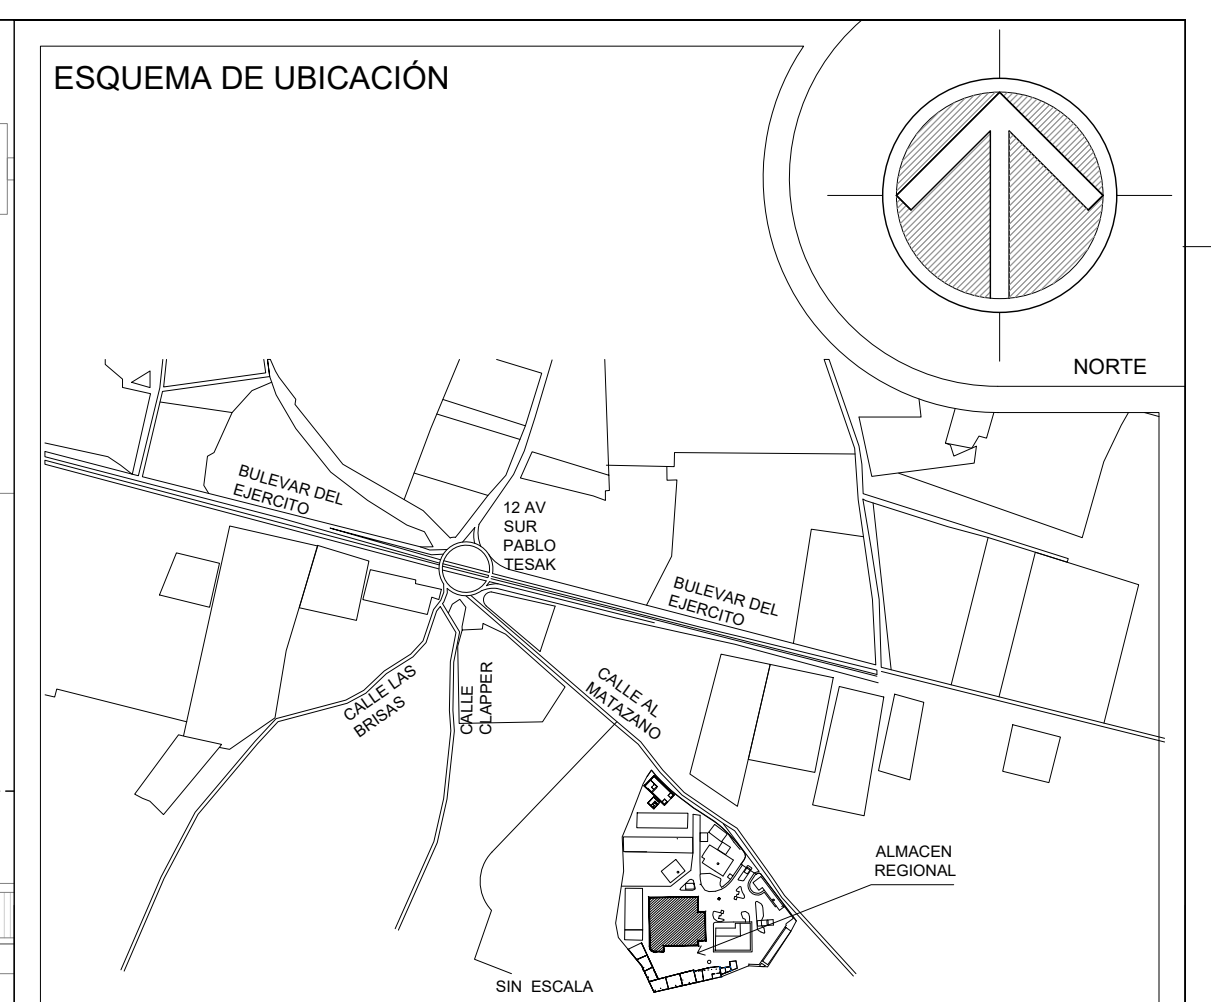 ESQUEMA DE UBICACIÓN
NORTE
BULEVAR DEL
EJERCITO
12 AV
SUR
PABLO
TESAK
BULEVAR DEL
EJERCITO
CALLE LAS
BRISAS
CALLE
CLAPPER
CALLE AL
MATAZANO
ALMACEN
REGIONAL
SIN ESCALA